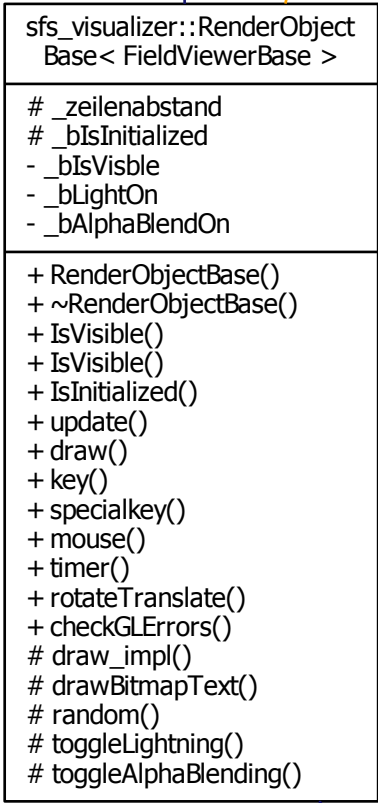 sfs_visualizer::RenderObject
Base< FieldViewerBase >
# _zeilenabstand
# _bIsInitialized
- _bIsVisble
- _bLightOn
- _bAlphaBlendOn
+ RenderObjectBase()
+ ~RenderObjectBase()
+ IsVisible()
+ IsVisible()
+ IsInitialized()
+ update()
+ draw()
+ key()
+ specialkey()
+ mouse()
+ timer()
+ rotateTranslate()
+ checkGLErrors()
# draw_impl()
# drawBitmapText()
# random()
# toggleLightning()
# toggleAlphaBlending()